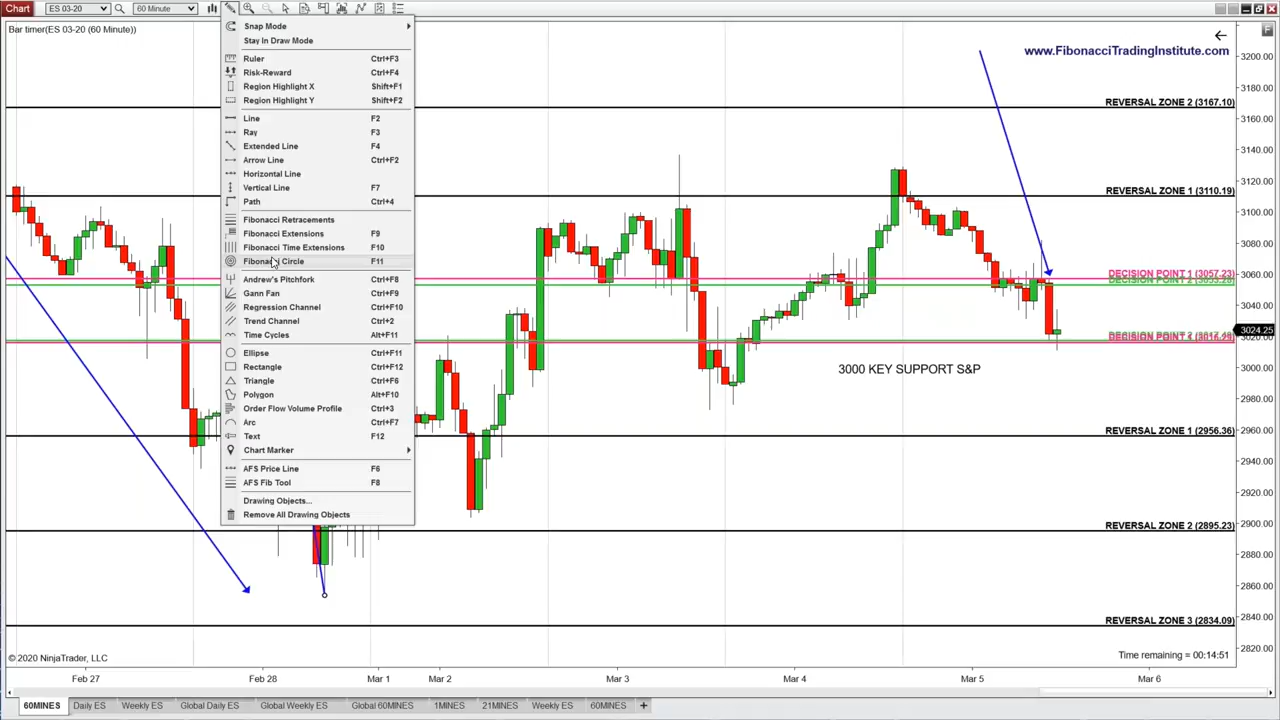 Chart
ES 03-20
60 Minute
Bar timer(ES 03-20 (60 Minute))
www.FibonacciTradingInstitute.com
F
Snap Mode
Stay In Draw Mode
Ruler Ctrl+F3
Risk-Reward Ctrl+F4
Region Highlight X Shift+F1
Region Highlight Y Shift+F2
Line F2
Ray F3
Extended Line F4
Arrow Line Ctrl+F2
Horizontal Line
Vertical Line F7
Path Ctrl+4
Fibonacci Retracements
Fibonacci Extensions F9
Fibonacci Time Extensions F10
Fibonacci Circle F11
Andrew's Pitchfork Ctrl+F8
Gann Fan Ctrl+F9
Regression Channel Ctrl+F10
Trend Channel Ctrl+2
Time Cycles Alt+F11
Ellipse Ctrl+F11
Rectangle Ctrl+F12
Triangle Ctrl+F6
Polygon Alt+F10
Order Flow Volume Profile Ctrl+3
Arc Ctrl+F7
Text F12
Chart Marker
AFS Price Line F6
AFS Fib Tool F8
Drawing Objects...
Remove All Drawing Objects
REVERSAL ZONE 2 (3167.10)
REVERSAL ZONE 1 (3110.19)
DECISION POINT 1 (3057.23)
3000 KEY SUPPORT S&P
REVERSAL ZONE 1 (2956.36)
REVERSAL ZONE 2 (2895.23)
REVERSAL ZONE 3 (2834.09)
3200.00
3180.00
3160.00
3140.00
3120.00
3100.00
3080.00
3060.00
3040.00
3024.25
3020.00
3000.00
2980.00
2960.00
2940.00
2920.00
2900.00
2880.00
2860.00
2840.00
2820.00
© 2020 NinjaTrader, LLC
Time remaining = 00:14:51
Feb 27 Feb 28 Mar 1 Mar 2 Mar 3 Mar 4 Mar 5 Mar 6
60MINES Daily ES Weekly ES Global Daily ES Global Weekly ES Global 60MINES 1MINES 21MINES Weekly ES 60MINES +